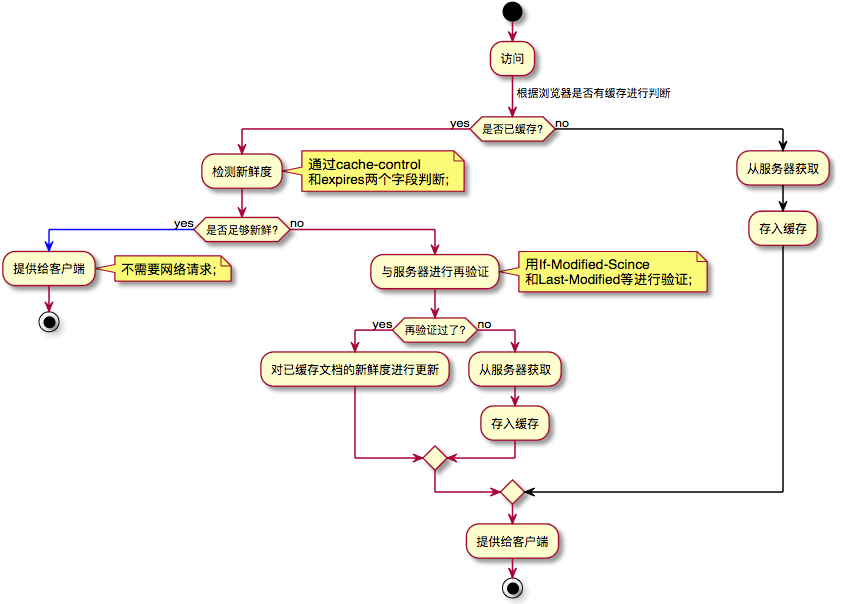 访问
根据浏览器是否有缓存进行判断
yes
是否已缓存?
no
检测新鲜度
通过cache-control
和expires两个字段判断;
从服务器获取
存入缓存
yes
是否足够新鲜?
no
提供给客户端
不需要网络请求;
与服务器进行再验证
用If-Modified-Scince
和Last-Modified等进行验证;
yes
再验证过了?
no
对已缓存文档的新鲜度进行更新
从服务器获取
存入缓存
提供给客户端